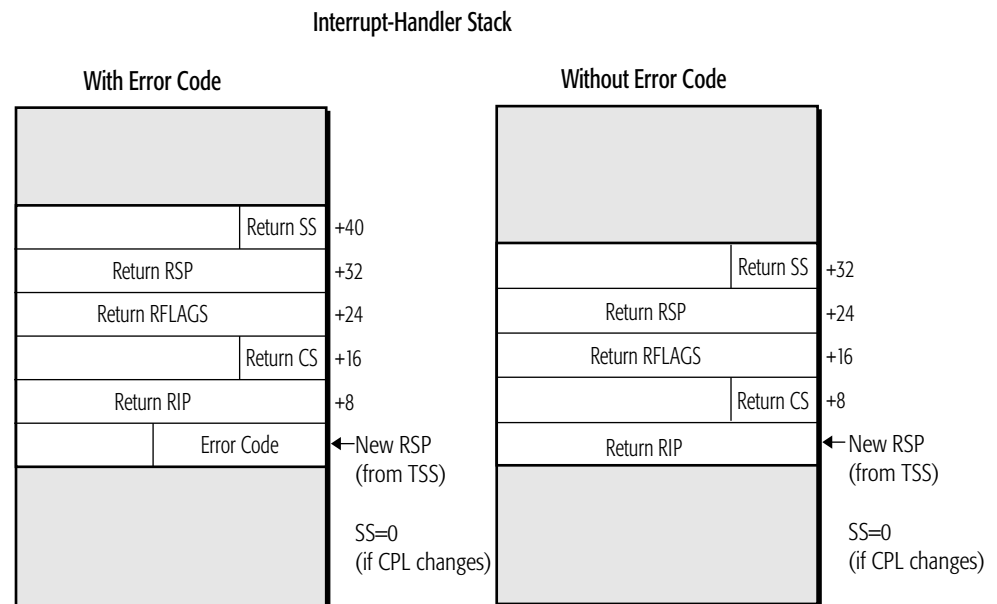 Interrupt-Handler Stack
With Error Code
Return SS +40
Return RSP +32
Return RFLAGS +24
Return CS +16
Return RIP +8
Error Code New RSP
(from TSS)
SS=0
(if CPL changes)
Without Error Code
Return SS +32
Return RSP +24
Return RFLAGS +16
Return CS +8
Return RIP New RSP
(from TSS)
SS=0
(if CPL changes)